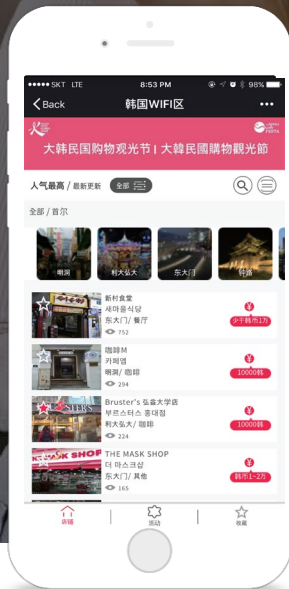 SKT LTE 8:53 PM 98%
Back 韩国WIFI区
大韩民国购物观光节 | 大韓民國購物觀光節
人气最高 / 最新更新 全部
全部 / 首尔
明洞 利大弘大 东大门 钟路
新村食堂
새마을식당
东大门/ 餐厅
752
少于韩币1万
咖啡M
카페엠
明洞/ 咖啡
294
10000韩
Bruster's 弘益大学店
부르스터스 홍대점
利大弘大/ 咖啡
224
10000韩
THE MASK SHOP
더 마스크샵
东大门/ 其他
165
韩币1~2万
店铺 活动 收藏